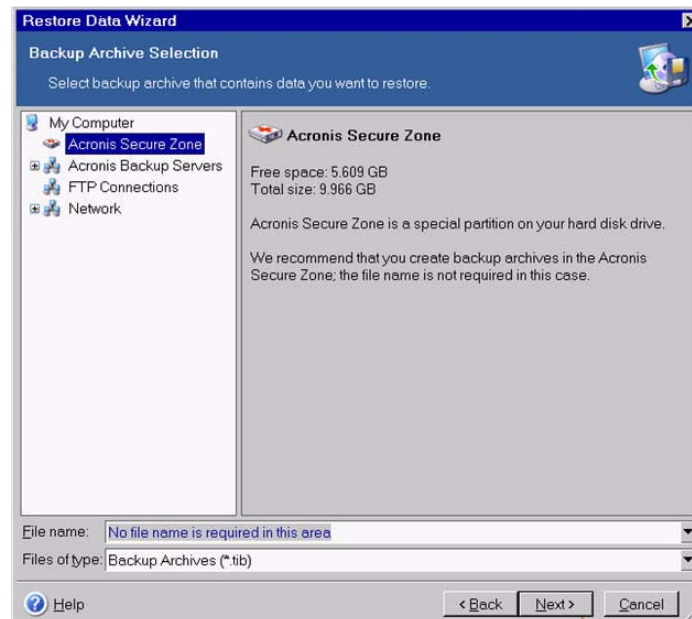 Restore Data Wizard
Backup Archive Selection
Select backup archive that contains data you want to restore.
My Computer
Acronis Secure Zone
Acronis Backup Servers
FTP Connections
Network
Acronis Secure Zone
Free space: 5.609 GB
Total size: 9.966 GB
Acronis Secure Zone is a special partition on your hard disk drive.
We recommend that you create backup archives in the Acronis
Secure Zone; the file name is not required in this case.
File name: No file name is required in this area
Files of type: Backup Archives (*.tib)
Help
< Back
Next >
Cancel